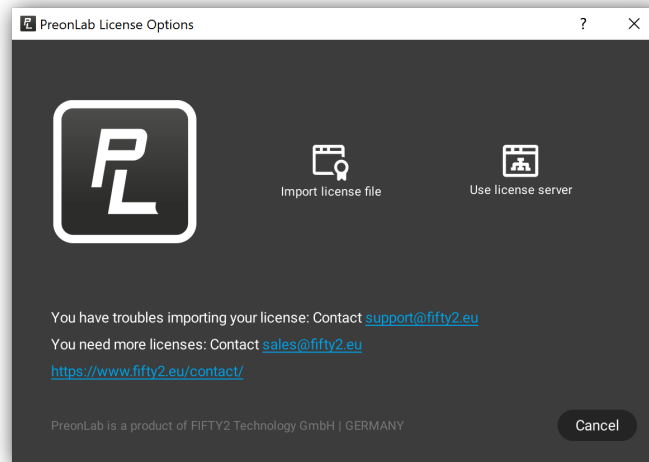 PL PreonLab License Options ?
PL
Import license file
Use license server
You have troubles importing your license: Contact support@fifty2.eu
You need more licenses: Contact sales@fifty2.eu
https://www.fifty2.eu/contact/
PreonLab is a product of FIFTY2 Technology GmbH | GERMANY
Cancel